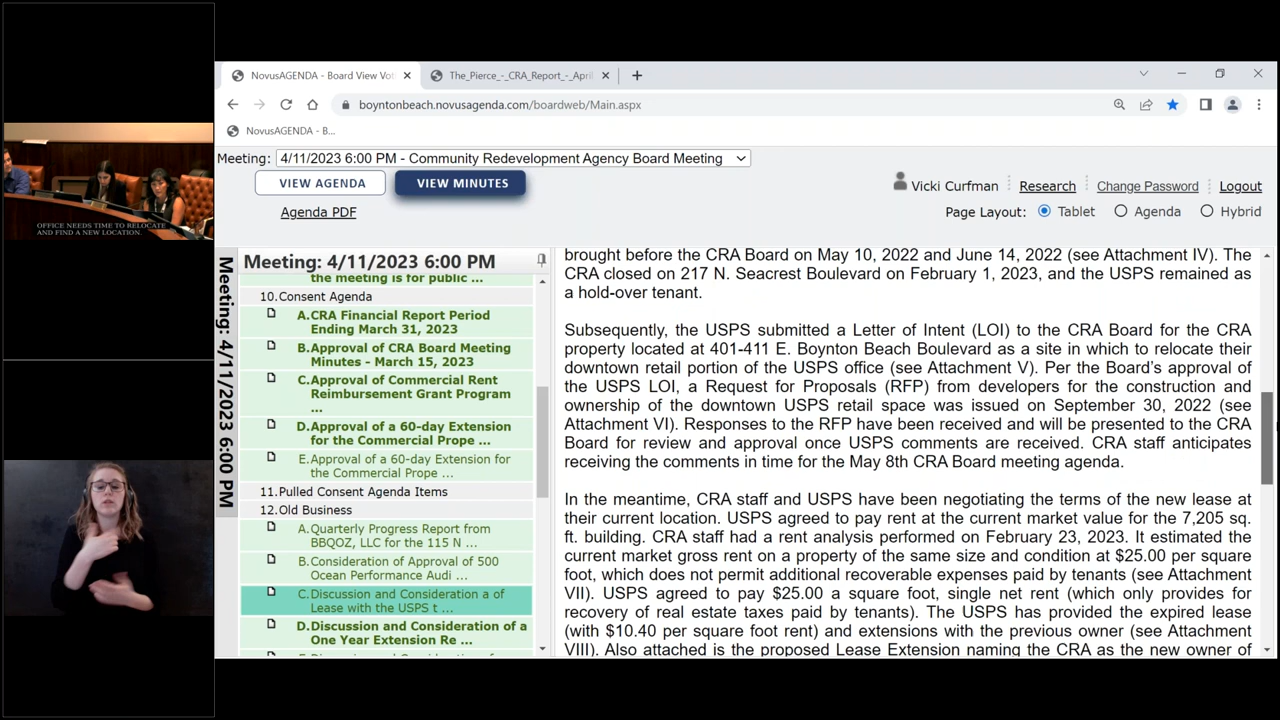 NovusAGENDA - Board View Vot
The_Pierce_-_CRA_Report_-_April
boyntonbeach.novusagenda.com/boardweb/Main.aspx
NovusAGENDA - B...
Meeting: 4/11/2023 6:00 PM - Community Redevelopment Agency Board Meeting
VIEW AGENDA
VIEW MINUTES
Agenda PDF
Vicki Curfman
Research
Change Password
Logout
Page Layout:
Tablet
Agenda
Hybrid
OFFICE NEEDS TIME TO RELOCATE
AND FIND A NEW LOCATION.
Meeting: 4/11/2023 6:00 PM
Meeting: 4/11/2023 6:00 PM
the meeting is for public ...
10.Consent Agenda
A.CRA Financial Report Period
Ending March 31, 2023
B.Approval of CRA Board Meeting
Minutes - March 15, 2023
C.Approval of Commercial Rent
Reimbursement Grant Program
...
D.Approval of a 60-day Extension
for the Commercial Prope ...
E.Approval of a 60-day Extension for
the Commercial Prope ...
11.Pulled Consent Agenda Items
12.Old Business
A.Quarterly Progress Report from
BBQOZ, LLC for the 115 N ...
B.Consideration of Approval of 500
Ocean Performance Audi ...
C.Discussion and Consideration a of
Lease with the USPS t ...
D.Discussion and Consideration of a
One Year Extension Re ...
brought before the CRA Board on May 10, 2022 and June 14, 2022 (see Attachment IV). The
CRA closed on 217 N. Seacrest Boulevard on February 1, 2023, and the USPS remained as
a hold-over tenant.
Subsequently, the USPS submitted a Letter of Intent (LOI) to the CRA Board for the CRA
property located at 401-411 E. Boynton Beach Boulevard as a site in which to relocate their
downtown retail portion of the USPS office (see Attachment V). Per the Board's approval of
the USPS LOI, a Request for Proposals (RFP) from developers for the construction and
ownership of the downtown USPS retail space was issued on September 30, 2022 (see
Attachment VI). Responses to the RFP have been received and will be presented to the CRA
Board for review and approval once USPS comments are received. CRA staff anticipates
receiving the comments in time for the May 8th CRA Board meeting agenda.
In the meantime, CRA staff and USPS have been negotiating the terms of the new lease at
their current location. USPS agreed to pay rent at the current market value for the 7,205 sq.
ft. building. CRA staff had a rent analysis performed on February 23, 2023. It estimated the
current market gross rent on a property of the same size and condition at $25.00 per square
foot, which does not permit additional recoverable expenses paid by tenants (see Attachment
VII). USPS agreed to pay $25.00 a square foot, single net rent (which only provides for
recovery of real estate taxes paid by tenants). The USPS has provided the expired lease
(with $10.40 per square foot rent) and extensions with the previous owner (see Attachment
VIII). Also attached is the proposed Lease Extension naming the CRA as the new owner of